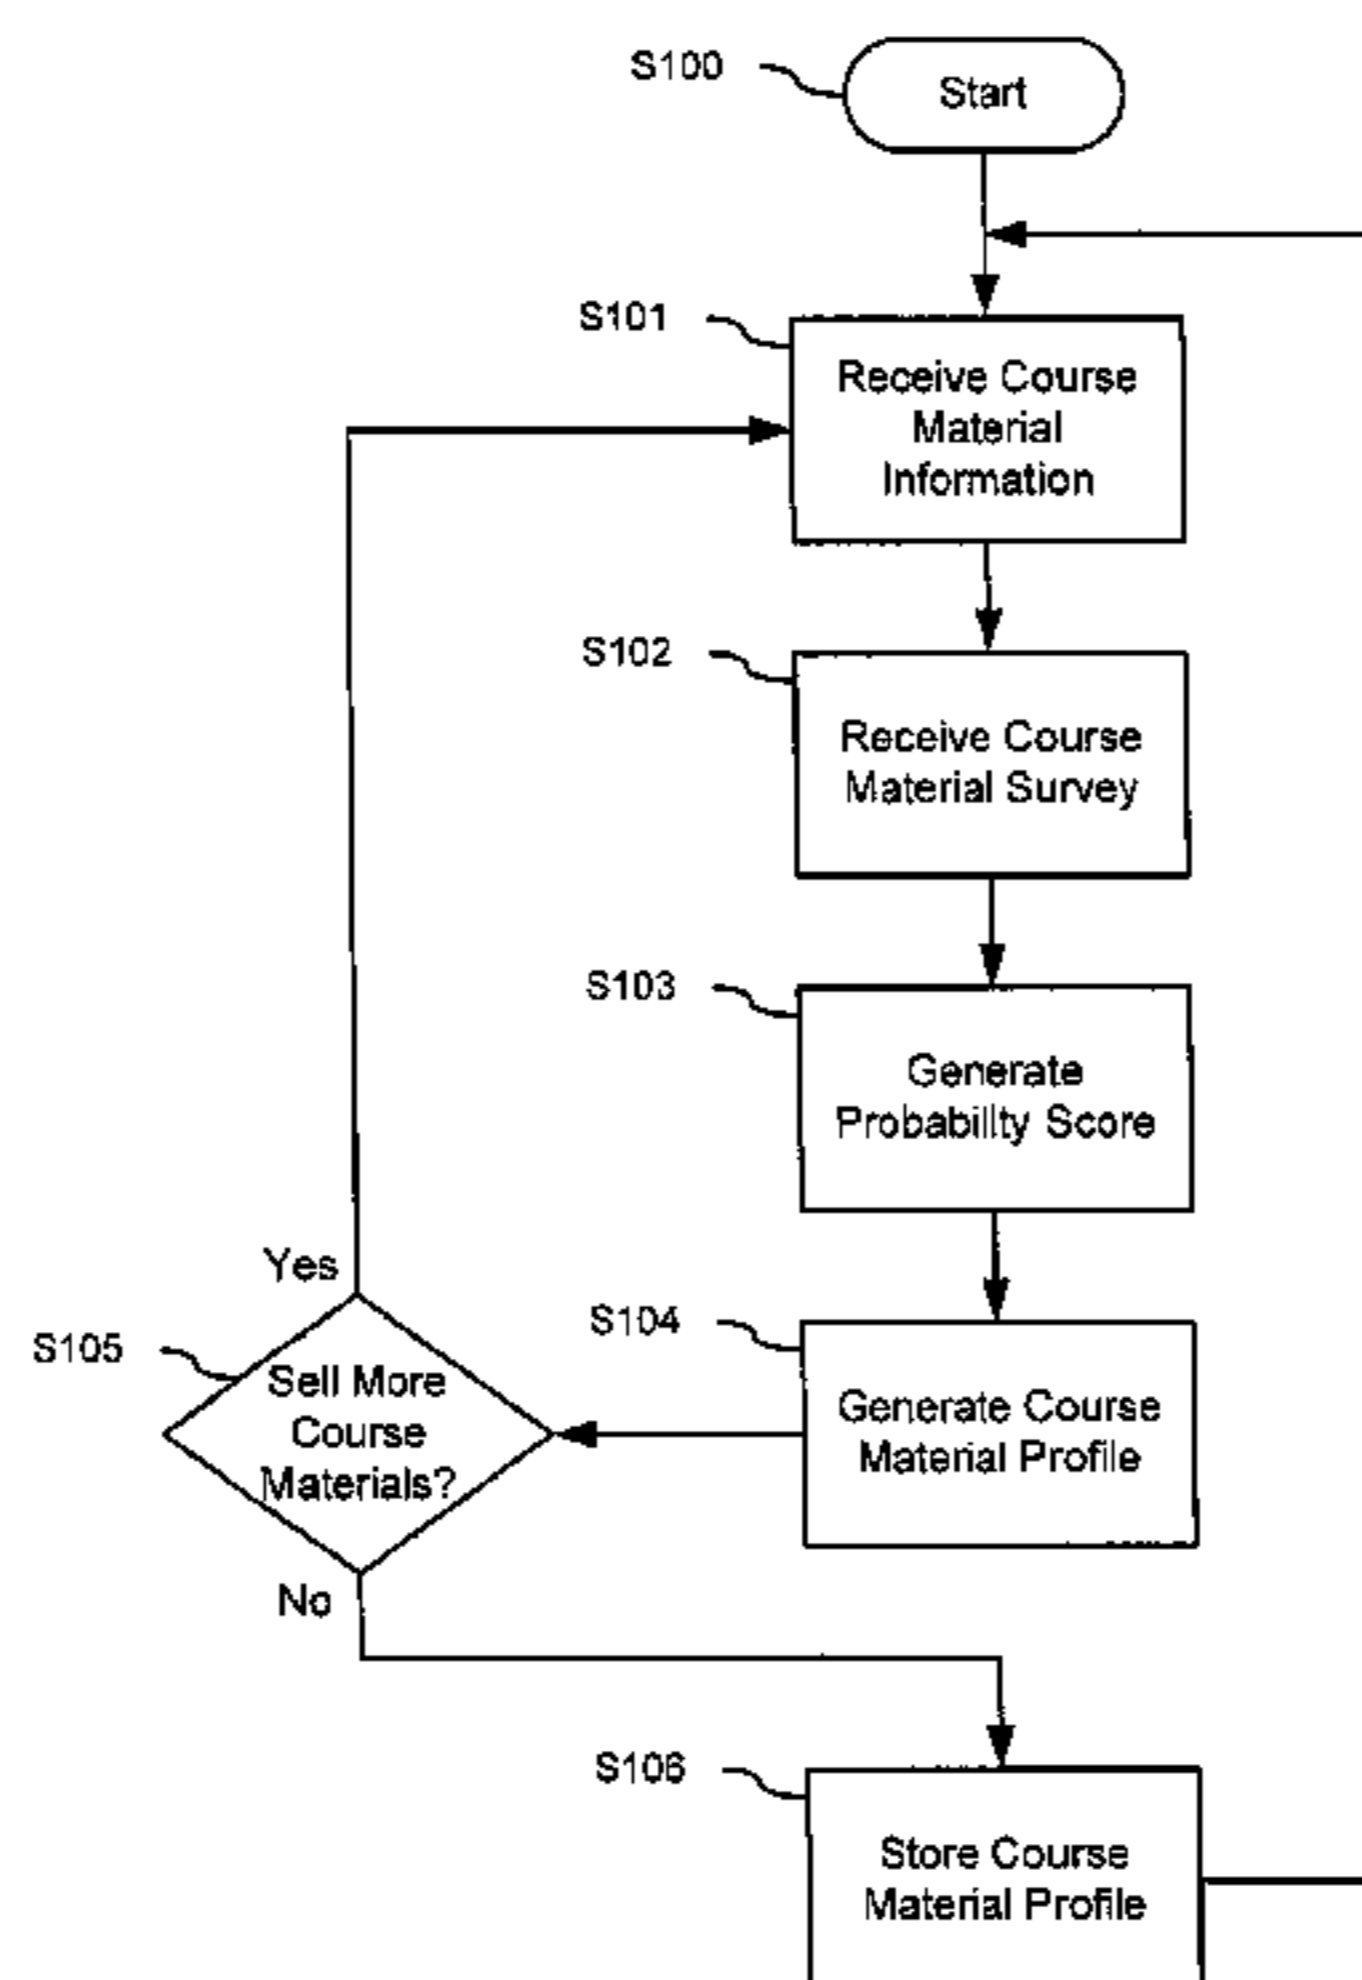 S100
Start
S101
Receive Course
Material
Information
S102
Receive Course
Material Survey
S103
Generate
Probability Score
S104
Generate Course
Material Profile
Yes
S105
Sell More
Course
Materials?
No
S106
Store Course
Material Profile